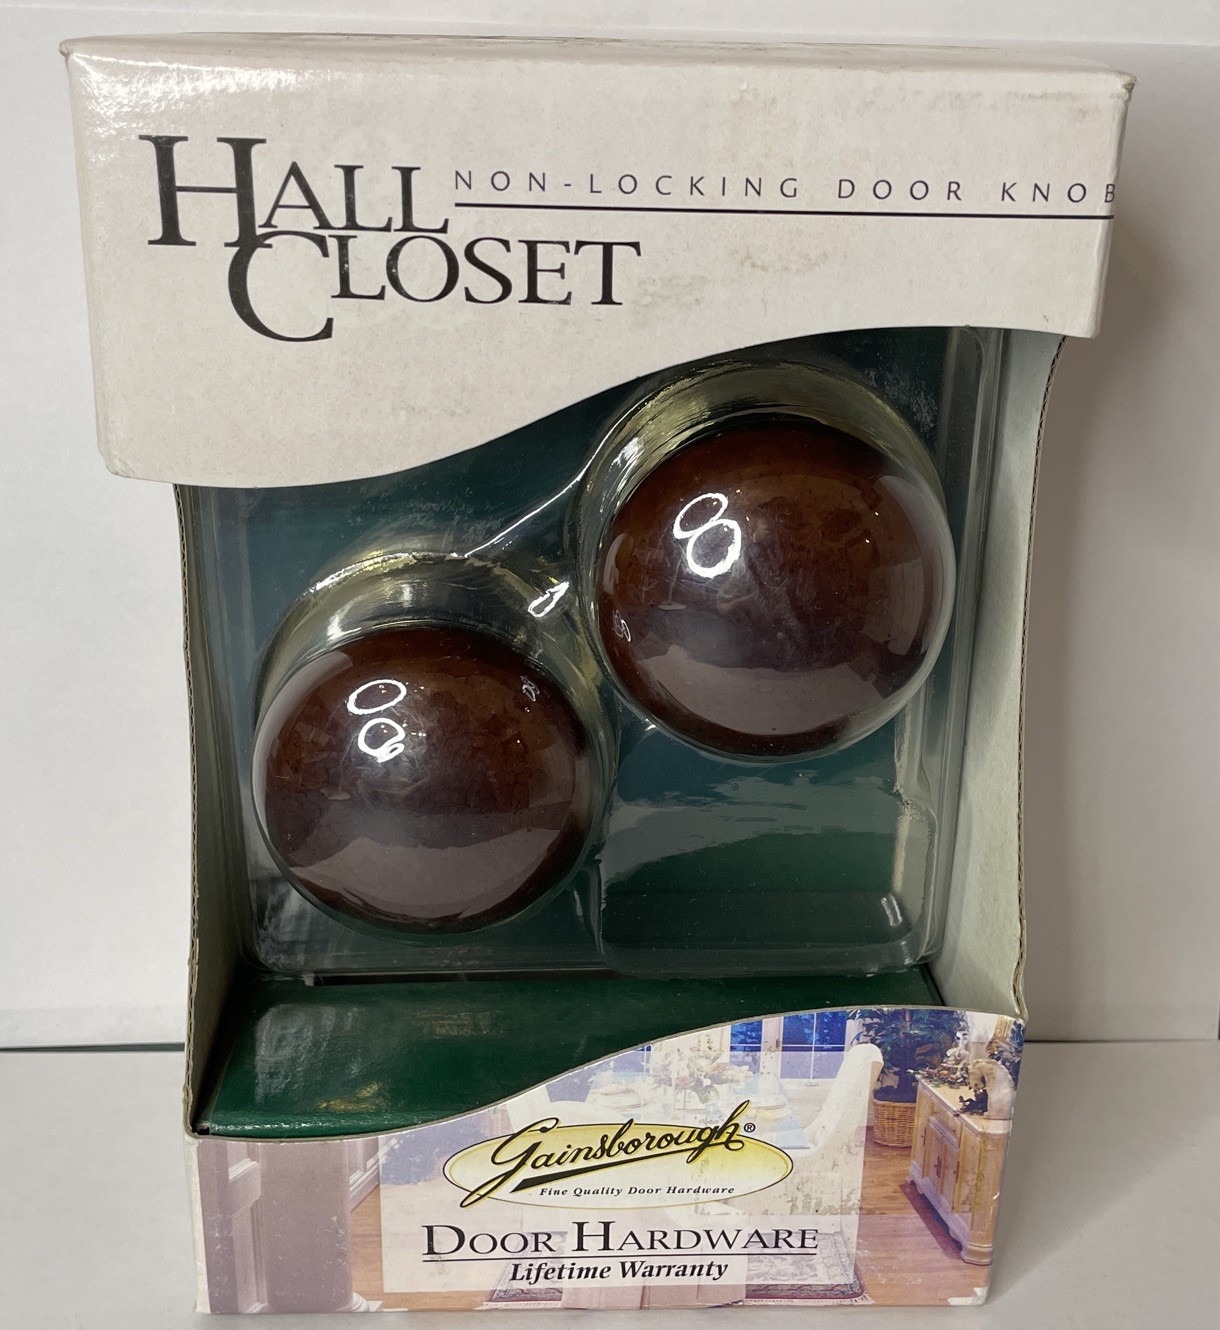 HALL
NON-LOCKING DOOR KNOB
CLOSET
Gainsborough®
Fine Quality Door Hardware
DOOR HARDWARE
Lifetime Warranty